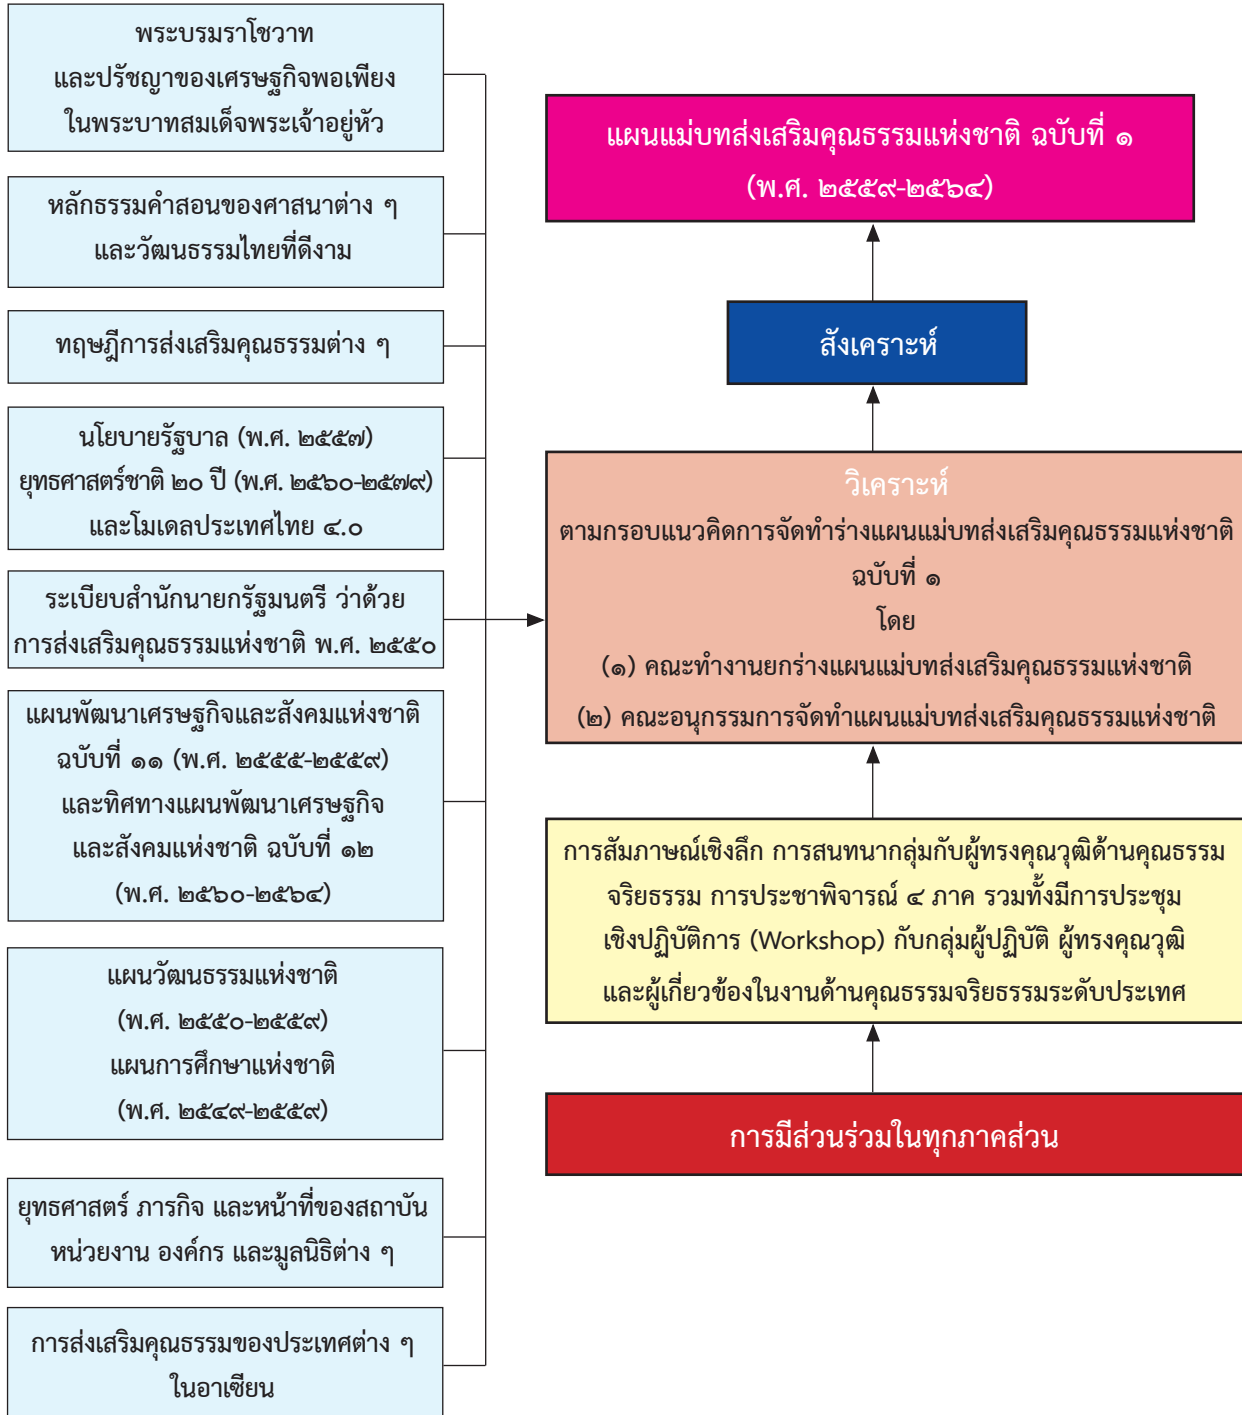 พระบรมราโชวาท
และปรัชญาของเศรษฐกิจพอเพียง
ในพระบาทสมเด็จพระเจ้าอยู่หัว
หลักธรรมคำสอนของศาสนาต่าง ๆ
และวัฒนธรรมไทยที่ดีงาม
ทฤษฎีการส่งเสริมคุณธรรมต่าง ๆ
นโยบายรัฐบาล (พ.ศ. ๒๕๕๗)
ยุทธศาสตร์ชาติ ๒๐ ปี (พ.ศ. ๒๕๖๐-๒๕๗๙)
และโมเดลประเทศไทย ๔.๐
ระเบียบสำนักนายกรัฐมนตรี ว่าด้วย
การส่งเสริมคุณธรรมแห่งชาติ พ.ศ. ๒๕๕๐
แผนพัฒนาเศรษฐกิจและสังคมแห่งชาติ
ฉบับที่ ๑๑ (พ.ศ. ๒๕๕๕-๒๕๕๙)
และทิศทางแผนพัฒนาเศรษฐกิจ
และสังคมแห่งชาติ ฉบับที่ ๑๒
(พ.ศ. ๒๕๖๐-๒๕๖๔)
แผนวัฒนธรรมแห่งชาติ
(พ.ศ. ๒๕๕๐-๒๕๕๙)
แผนการศึกษาแห่งชาติ
(พ.ศ. ๒๕๔๙-๒๕๕๙)
ยุทธศาสตร์ ภารกิจ และหน้าที่ของสถาบัน
หน่วยงาน องค์กร และมูลนิธิต่าง ๆ
การส่งเสริมคุณธรรมของประเทศต่าง ๆ
ในอาเซียน
แผนแม่บทส่งเสริมคุณธรรมแห่งชาติ ฉบับที่ ๑
(พ.ศ. ๒๕๕๙-๒๕๖๔)
สังเคราะห์
วิเคราะห์
ตามกรอบแนวคิดการจัดทำร่างแผนแม่บทส่งเสริมคุณธรรมแห่งชาติ
ฉบับที่ ๑
โดย
(๑) คณะทำงานยกร่างแผนแม่บทส่งเสริมคุณธรรมแห่งชาติ
(๒) คณะอนุกรรมการจัดทำแผนแม่บทส่งเสริมคุณธรรมแห่งชาติ
การสัมภาษณ์เชิงลึก การสนทนากลุ่มกับผู้ทรงคุณวุฒิด้านคุณธรรม
จริยธรรม การประชาพิจารณ์ ๔ ภาค รวมทั้งมีการประชุม
เชิงปฏิบัติการ (Workshop) กับกลุ่มผู้ปฏิบัติ ผู้ทรงคุณวุฒิ
และผู้เกี่ยวข้องในงานด้านคุณธรรมจริยธรรมระดับประเทศ
การมีส่วนร่วมในทุกภาคส่วน